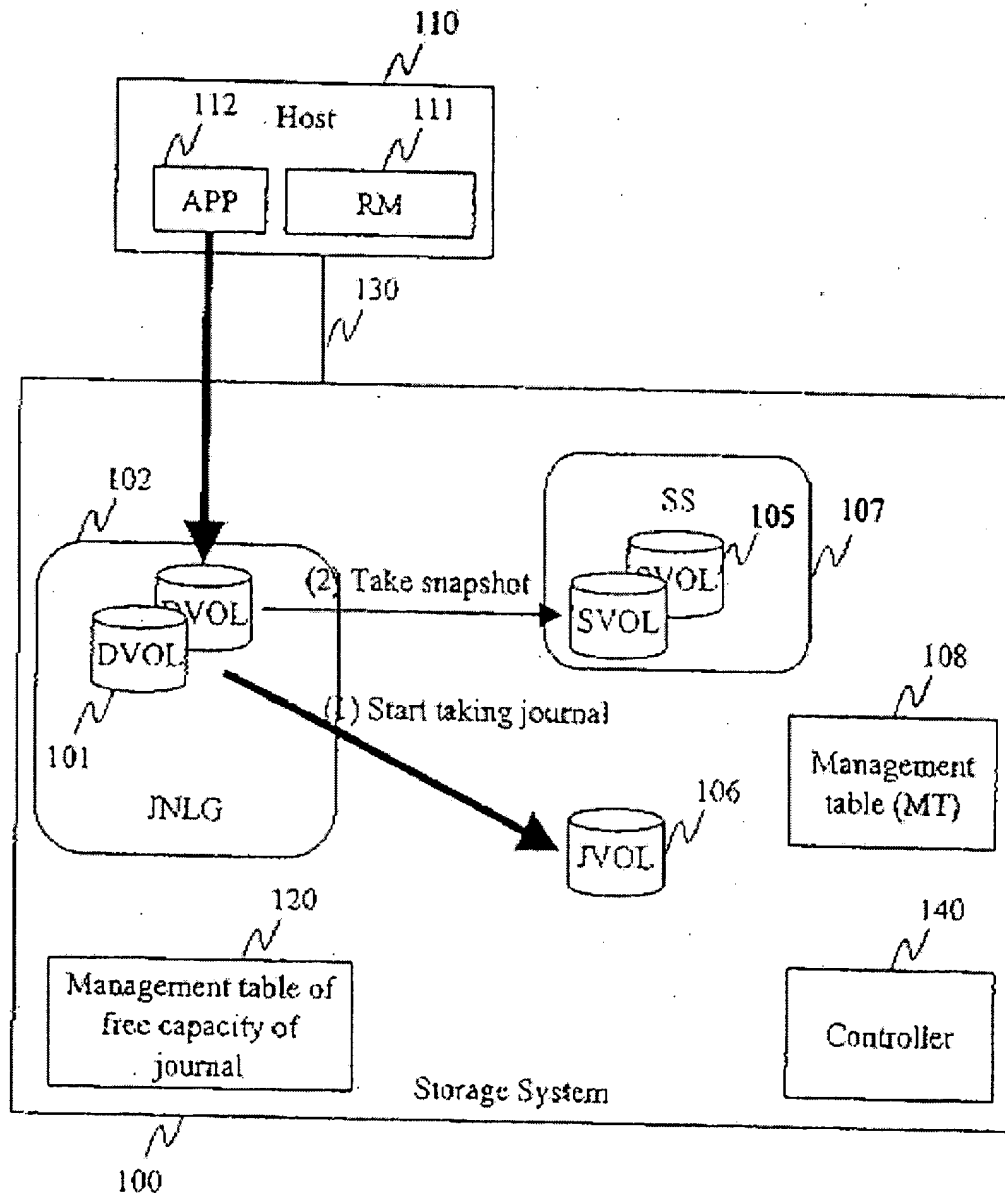 110
112
Host
111
APP
RM
130
102
SS
105
107
(2) Take snapshot
DVOL
SVOL
DVOL
SVOL
108
(1) Start taking journal
101
Management
table (MT)
JNLG
106
JVOL
120
140
Management table of
free capacity of
journal
Controller
Storage System
100